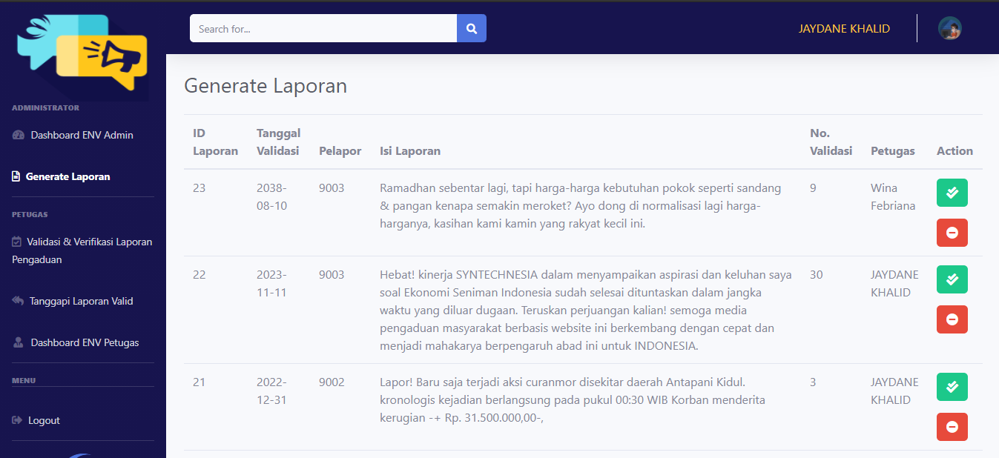 Search for...
JAYDANE KHALID
ADMINISTRATOR
Dashboard ENV Admin
Generate Laporan
PETUGAS
Validasi & Verifikasi Laporan
Pengaduan
Tanggapi Laporan Valid
Dashboard ENV Petugas
MENU
Logout
Generate Laporan
ID
Laporan
Tanggal
Validasi
Pelapor
Isi Laporan
No.
Validasi
Petugas
Action
23
2038-
08-10
9003
Ramadhan sebentar lagi, tapi harga-harga kebutuhan pokok seperti sandang
& pangan kenapa semakin meroket? Ayo dong di normalisasi lagi harga-
harganya, kasihan kami kamin yang rakyat kecil ini.
9
Wina
Febriana
22
2023-
11-11
9003
Hebat! kinerja SYNTECHNESIA dalam menyampaikan aspirasi dan keluhan saya
soal Ekonomi Seniman Indonesia sudah selesai dituntaskan dalam jangka
waktu yang diluar dugaan. Teruskan perjuangan kalian! semoga media
pengaduan masyarakat berbasis website ini berkembang dengan cepat dan
menjadi mahakarya berpengaruh abad ini untuk INDONESIA.
30
JAYDANE
KHALID
21
2022-
12-31
9002
Lapor! Baru saja terjadi aksi curanmor disekitar daerah Antapani Kidul.
kronologis kejadian berlangsung pada pukul 00:30 WIB Korban menderita
kerugian -+ Rp. 31.500.000,00-,
3
JAYDANE
KHALID